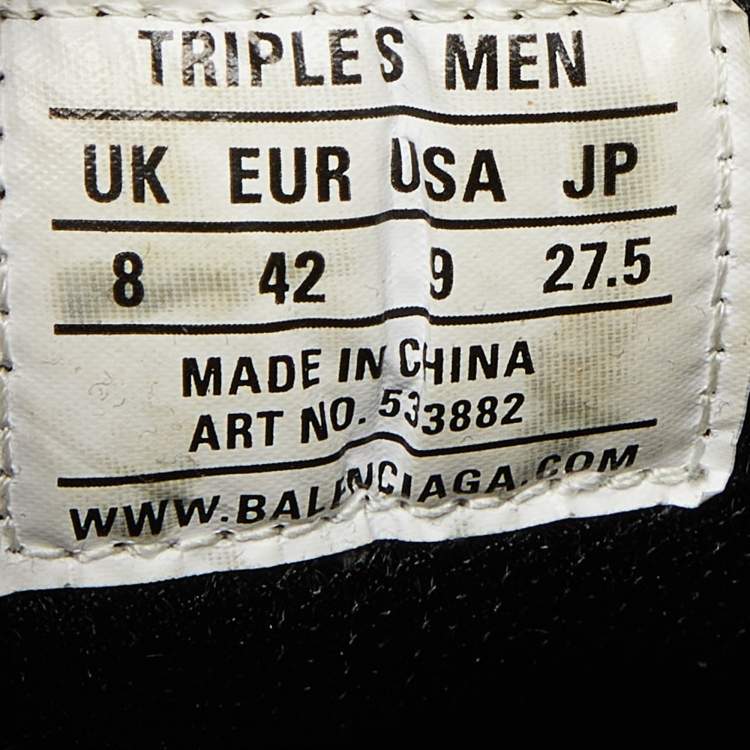 TRIPLE S MEN
UK EUR USA JP
8 42 9 27.5
MADE IN CHINA
ART NO. 533882
WWW.BALENCIAGA.COM